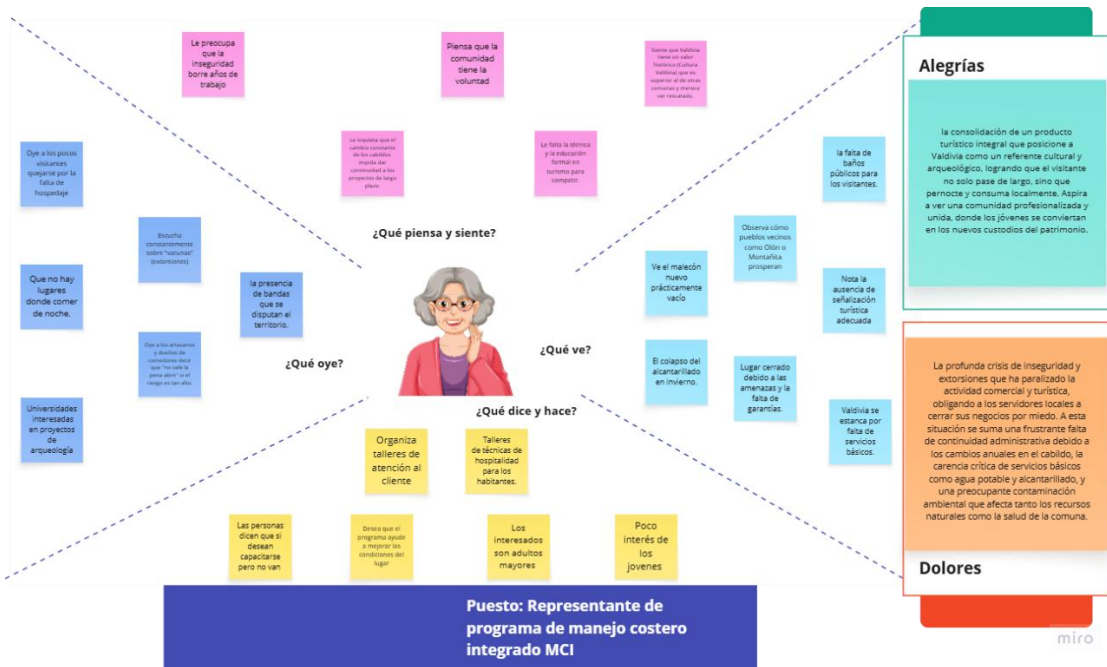 Le preocupa
que la
inseguridad
borre años de
trabajo
Piensa que la
comunidad
tiene la
voluntad
Siente que Valdivia
tiene un valor
histórico (Cultura
Valdivia) que es
superior al de otras
comunas y merece
ser rescatado.
Le inquieta que el
cambio constante
de los cabildos
impida dar
continuidad a los
proyectos de largo
plazo.
Le falta la técnica
y la educación
formal en
turismo para
competir.
¿Qué piensa y siente?
Oye a los pocos
visitantes
quejarse por la
falta de
hospedaje
Escucha
constantemente
sobre "vacunas"
(extorsiones)
Que no hay
lugares
donde comer
de noche.
la presencia
de bandas
que se
disputan el
territorio.
Oye a los artesanos
y dueños de
comedores decir
que "no vale la
pena abrir" si el
riesgo es tan alto.
Universidades
interesadas
en proyectos
de
arqueología
¿Qué oye?
la falta de
baños
públicos para
los visitantes.
Observa cómo
pueblos vecinos
como Olón o
Montañita
prosperan
Ve el malecón
nuevo
prácticamente
vacío
Nota la
ausencia de
señalización
turística
adecuada
El colapso del
alcantarillado
en invierno.
Lugar cerrado
debido a las
amenazas y la
falta de
garantías.
Valdivia se
estanca por
falta de
servicios
básicos.
¿Qué ve?
¿Qué dice y hace?
Organiza
talleres de
atención al
cliente
Talleres
de técnicas de
hospitalidad
para los
habitantes.
Las personas
dicen que si
desean
capacitarse
pero no van
Desea que el
programa ayude
a mejorar las
condiciones del
lugar
Los
interesados
son adultos
mayores
Poco
interés de
los
jovenes
Puesto: Representante de
programa de manejo costero
integrado MCI
Alegrías
la consolidación de un producto
turístico integral que posicione a
Valdivia como un referente cultural y
arqueológico, logrando que el visitante
no solo pase de largo, sino que
pernocte y consuma localmente. Aspira
a ver una comunidad profesionalizada y
unida, donde los jóvenes se conviertan
en los nuevos custodios del patrimonio.
La profunda crisis de inseguridad y
extorsiones que ha paralizado la
actividad comercial y turística,
obligando a los servidores locales a
cerrar sus negocios por miedo. A esta
situación se suma una frustrante falta
de continuidad administrativa debido a
los cambios anuales en el cabildo, la
carencia crítica de servicios básicos
como agua potable y alcantarillado, y
una preocupante contaminación
ambiental que afecta tanto los recursos
naturales como la salud de la comuna.
Dolores
miro